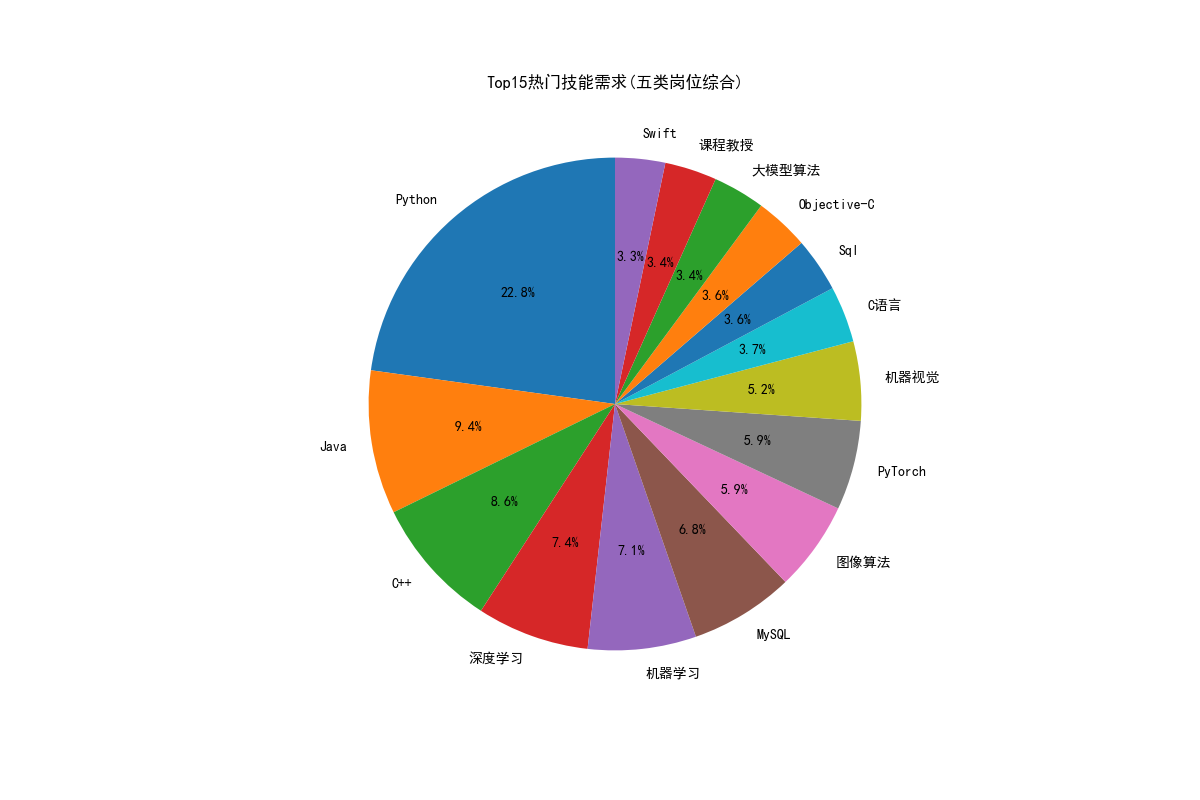 Top15热门技能需求(五类岗位综合)
Python
22.8%
Java
9.4%
C++
8.6%
深度学习
7.4%
机器学习
7.1%
MySQL
6.8%
图像算法
5.9%
PyTorch
5.9%
机器视觉
5.2%
C语言
3.7%
Sql
3.6%
Objective-C
3.6%
大模型算法
3.4%
课程教授
3.4%
Swift
3.3%